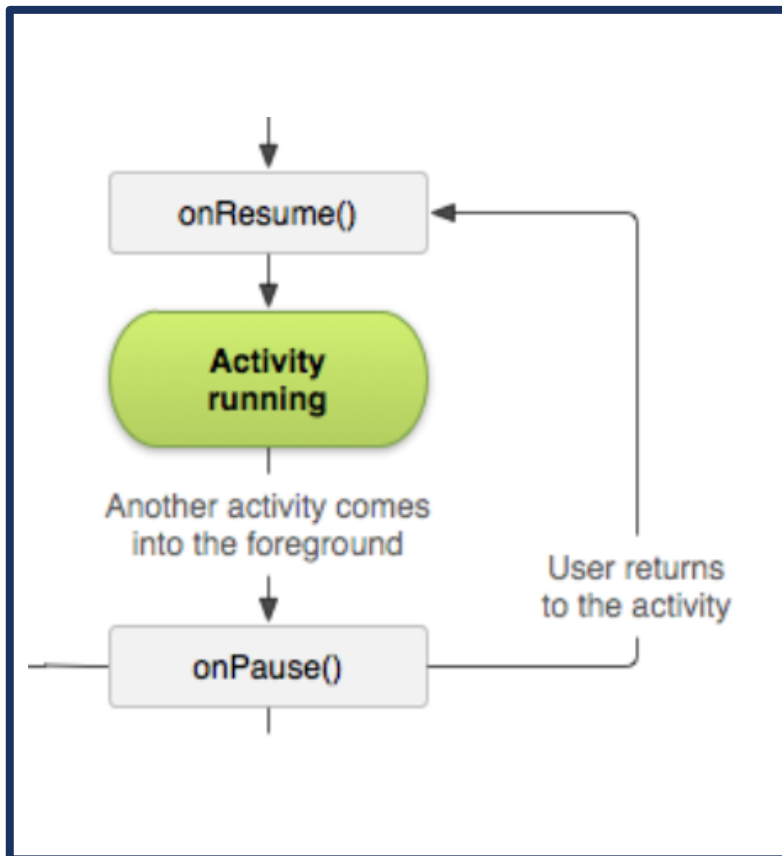 onResume()
Activity
running
Another activity comes
into the foreground
User returns
to the activity
onPause()